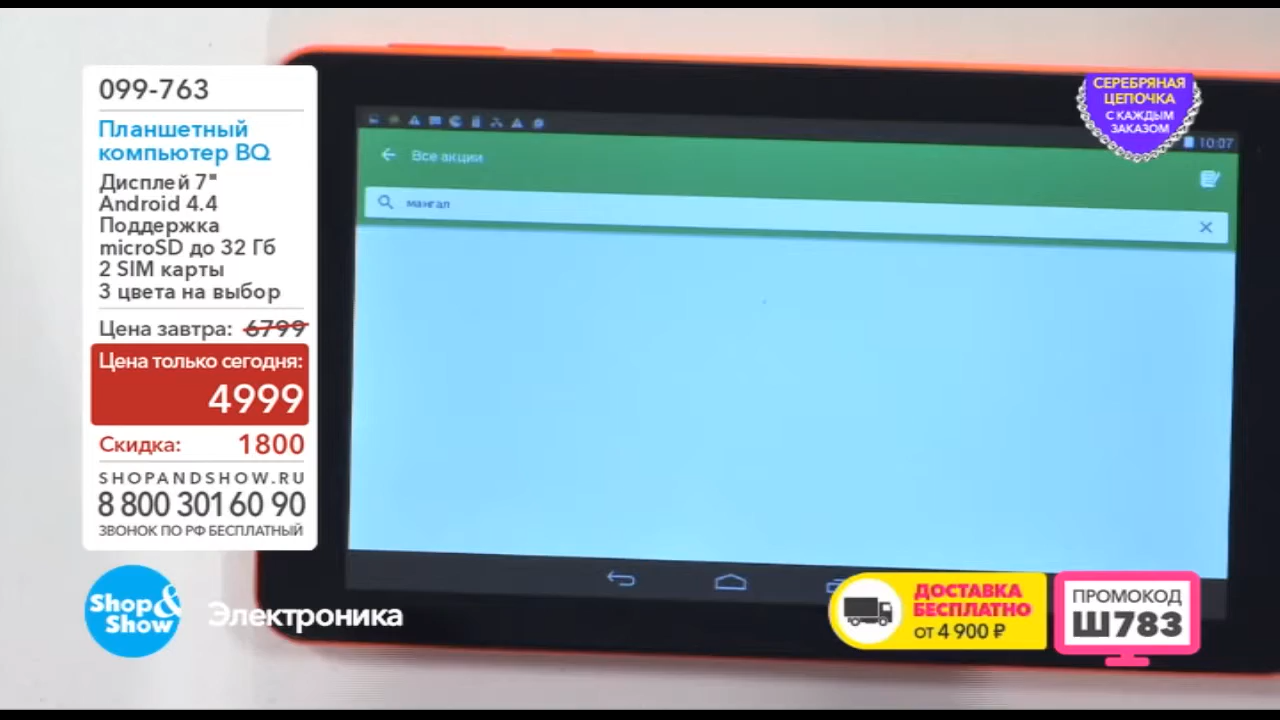 099-763
Планшетный
компьютер BQ
Дисплей 7"
Android 4.4
Поддержка
microSD до 32 Гб
2 SIM карты
3 цвета на выбор
Цена завтра: 6799
Цена только сегодня:
4999
Скидка: 1800
SHOPANDSHOW.RU
8 800 301 60 90
ЗВОНОК ПО РФ БЕСПЛАТНЫЙ
Shop&
Show
Электроника
10:07
Все акции
мангал
СЕРЕБРЯНАЯ
ЦЕПОЧКА
С КАЖДЫМ
ЗАКАЗОМ
ДОСТАВКА
БЕСПЛАТНО
ОТ 4 900 ₽
ПРОМОКОД
Ш783